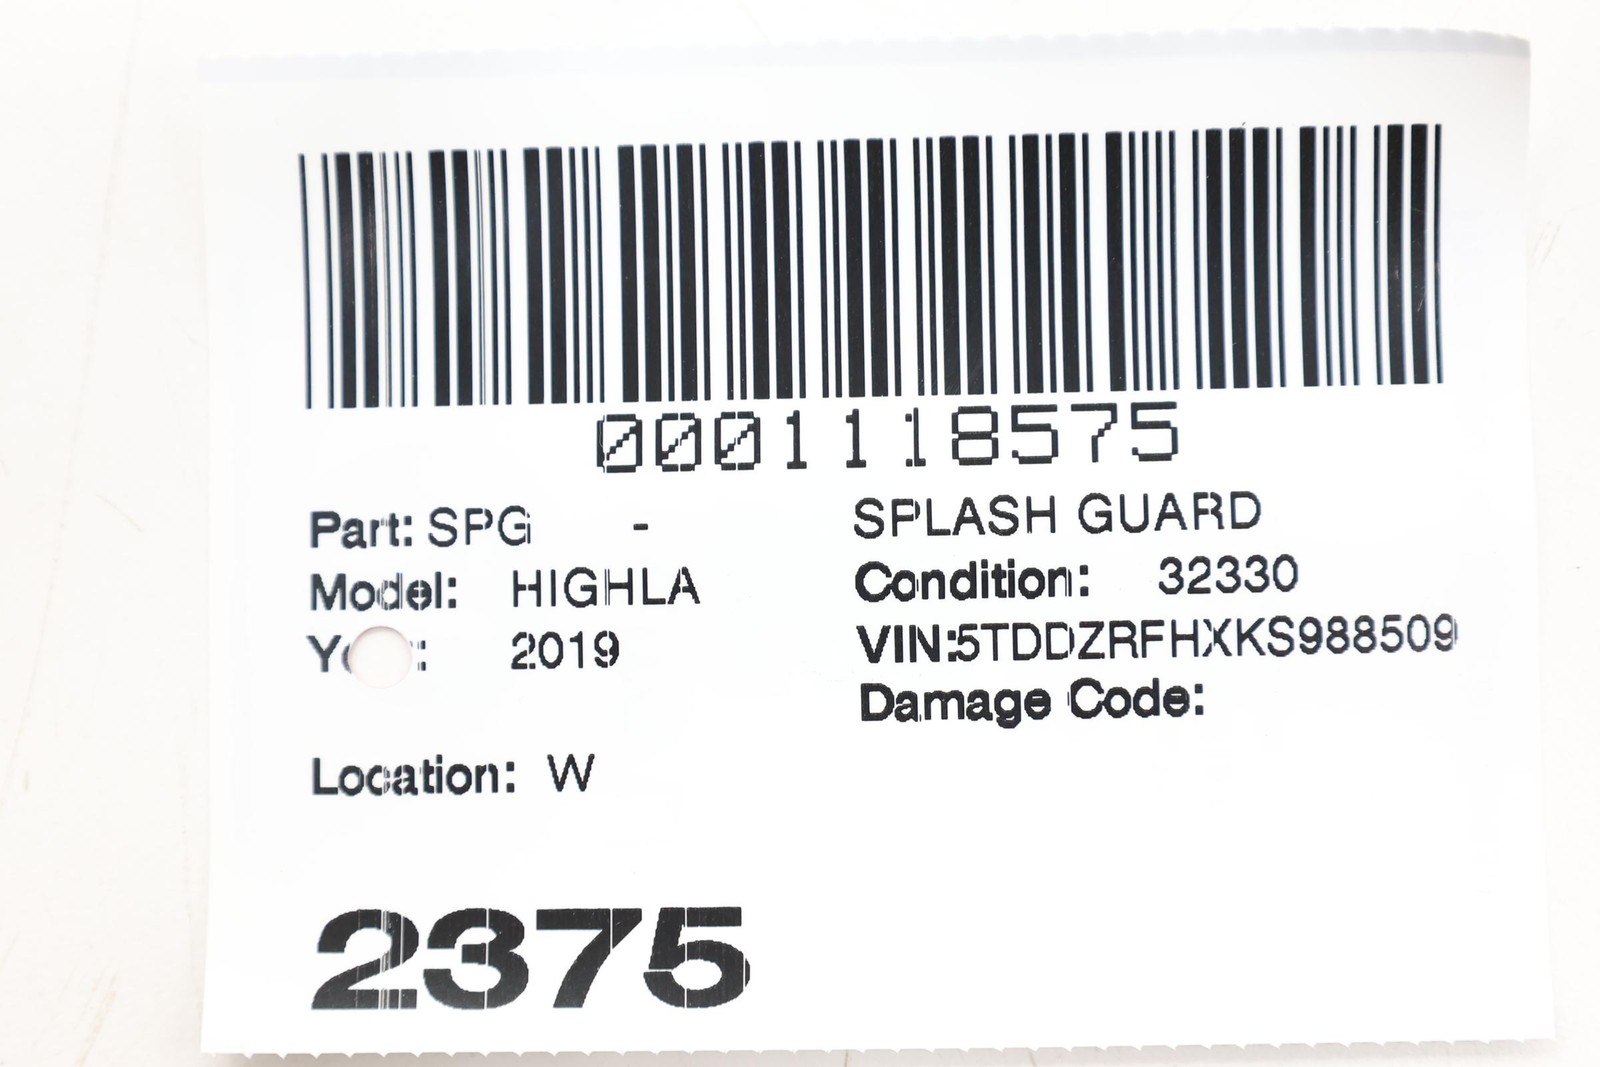 0001118575
Part: SPG - SPLASH GUARD
Model: HIGHLA Condition: 32330
2019 VIN:5TDDZRFHXKS988509
Damage Code:
Location: W
2375